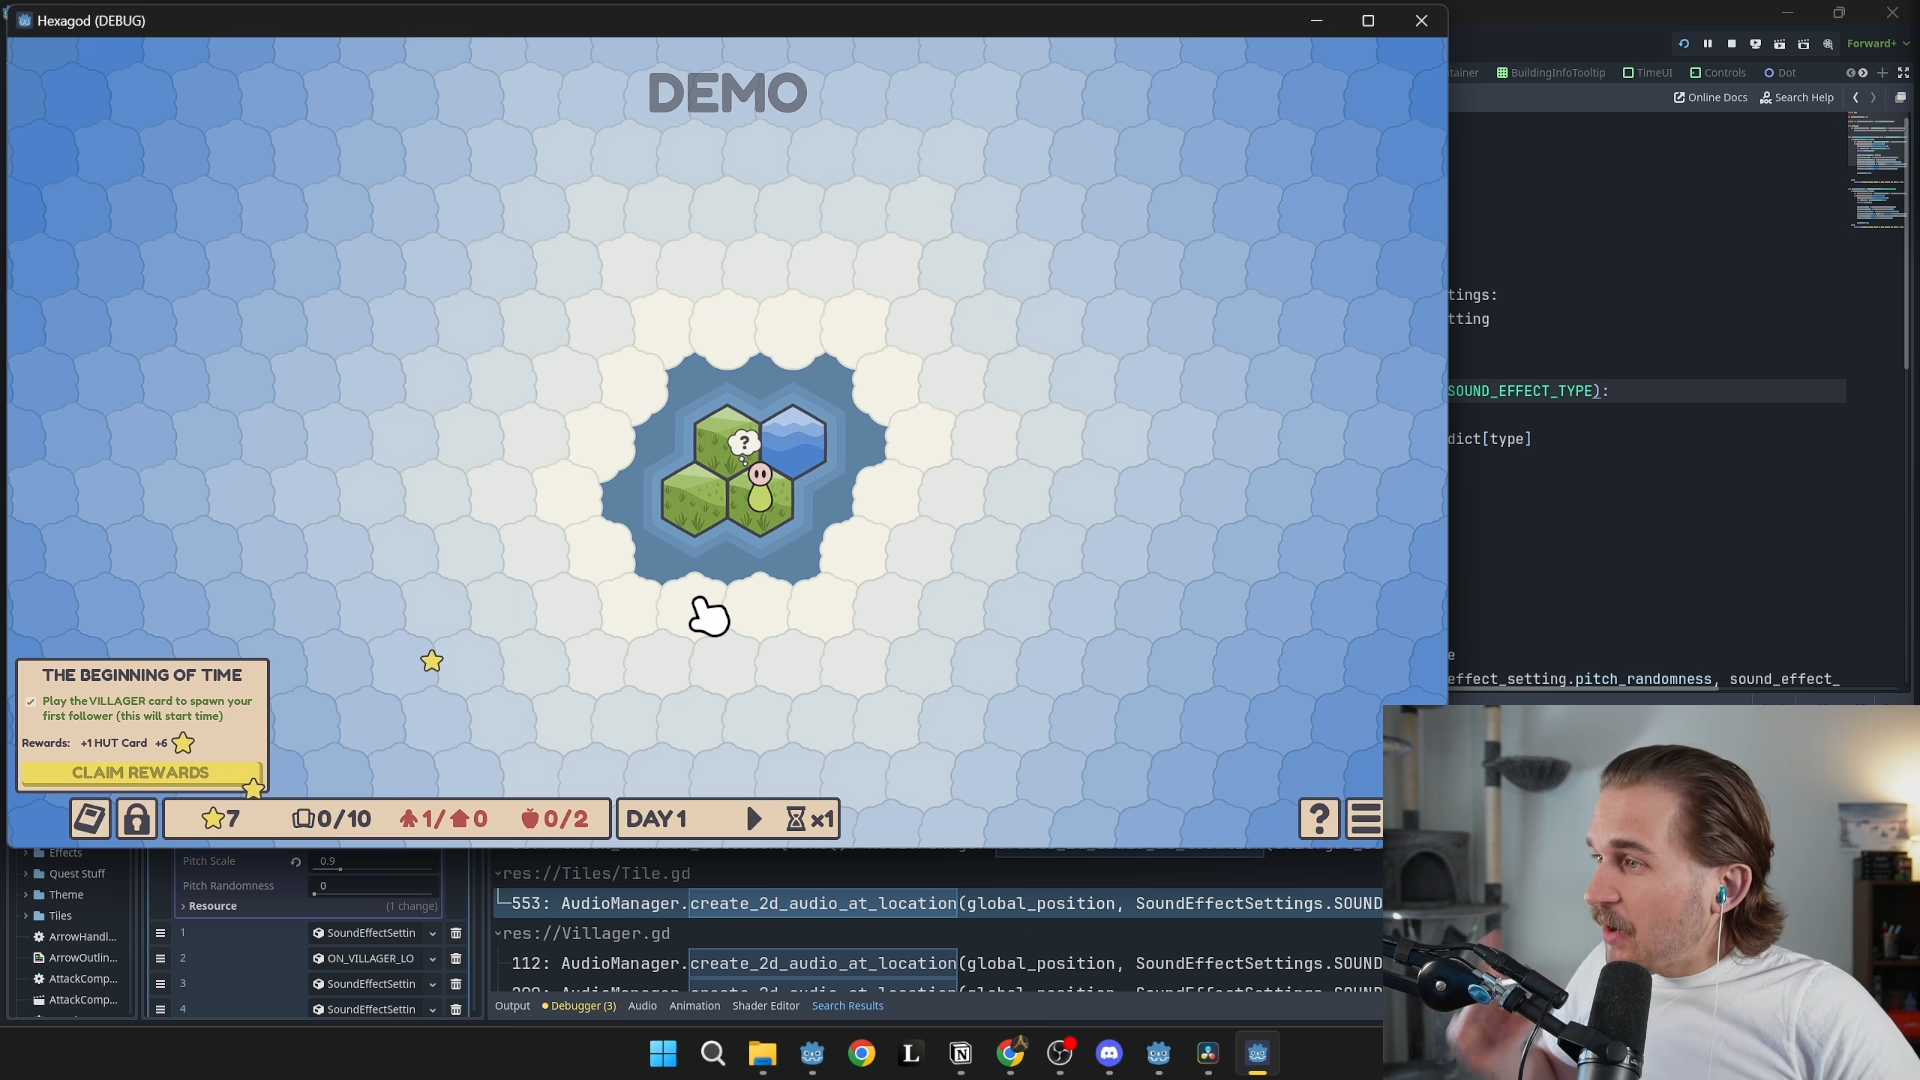 Hexagod (DEBUG)
DEMO
Forward+
tainer
BuildingInfoTooltip
TimeUI
Controls
Dot
Online Docs
Search Help
tings:
tting
SOUND_EFFECT_TYPE):
dict[type]
e
effect_setting.pitch_randomness, sound_effect_
?
THE BEGINNING OF TIME
Play the VILLAGER card to spawn your
first follower (this will start time)
Rewards: +1 HUT Card +6
CLAIM REWARDS
7
0/10
1/
0
0/2
DAY 1
x1
?
Effects
Quest Stuff
Theme
Tiles
ArrowHandl...
ArrowOutlin...
AttackComp...
AttackComp...
Pitch Scale
0.9
Pitch Randomness
0
Resource
(1 change)
1
SoundEffectSettin
2
ON_VILLAGER_LO
3
SoundEffectSettin
4
SoundEffectSettin
res://Tiles/Tile.gd
553: AudioManager.create_2d_audio_at_location(global_position, SoundEffectSettings.SOUND
res://Villager.gd
112: AudioManager.create_2d_audio_at_location(global_position, SoundEffectSettings.SOUND
Output
Debugger (3)
Audio
Animation
Shader Editor
Search Results
L
N